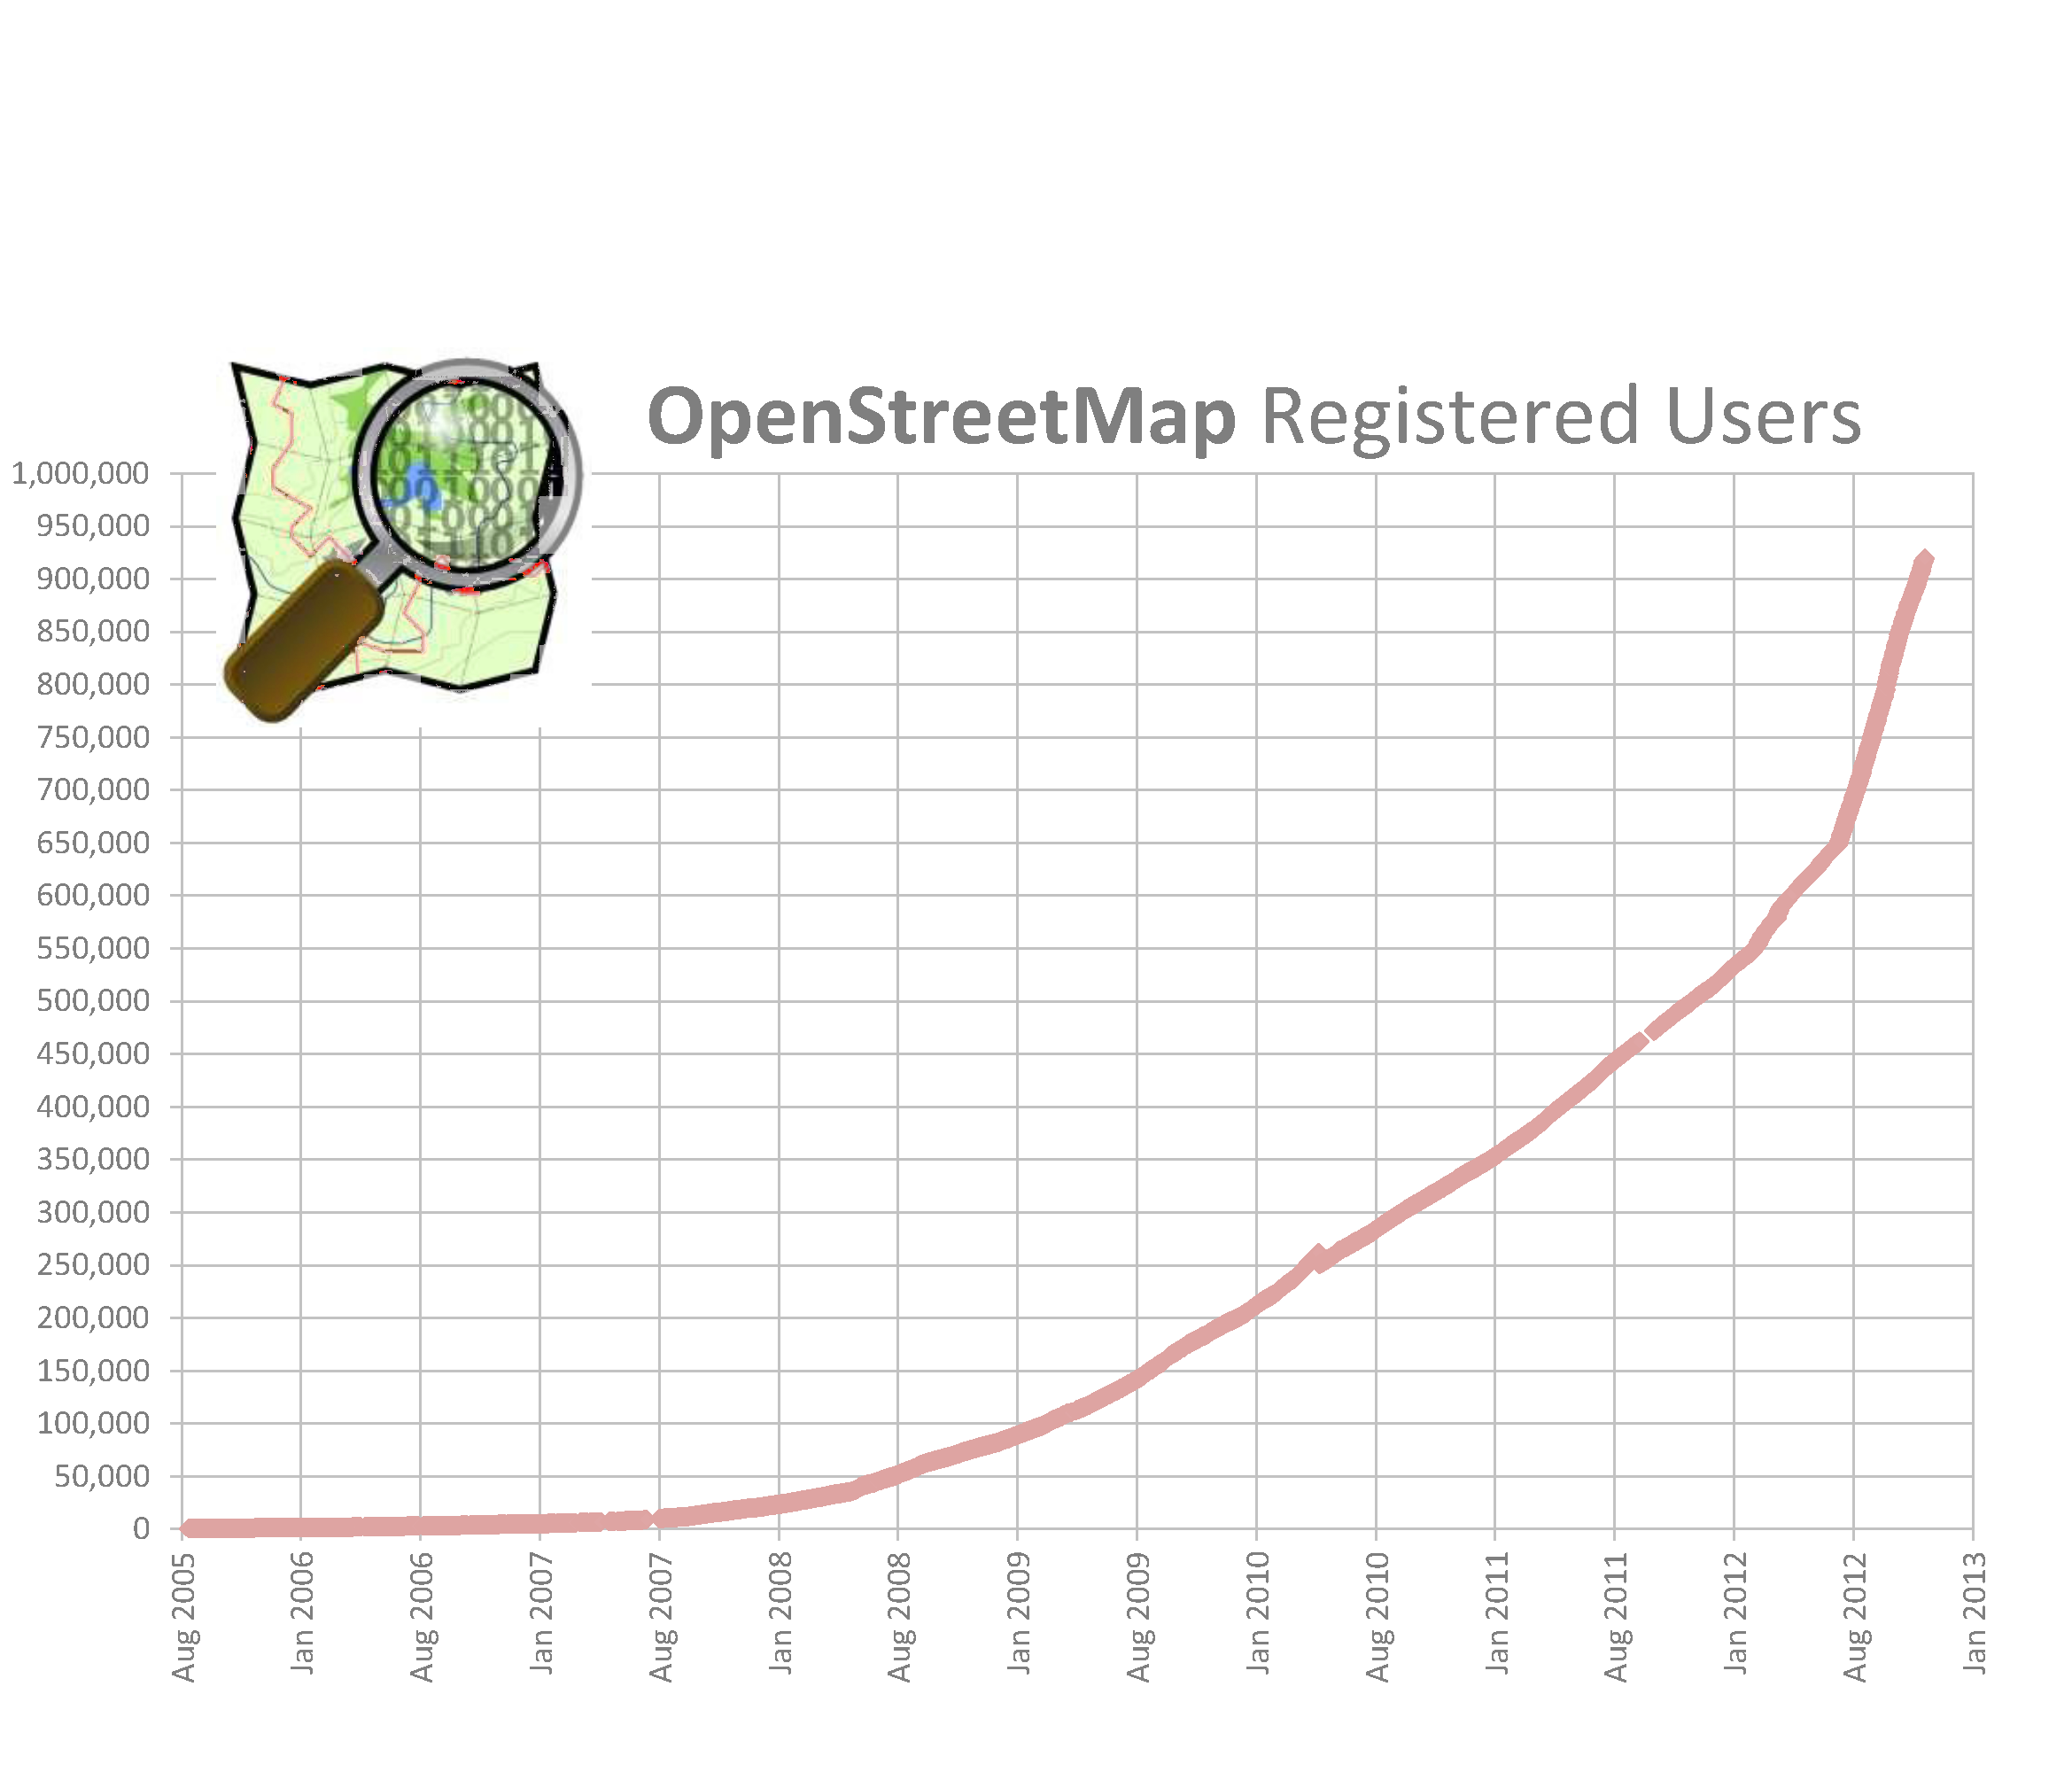 OpenStreetMap Registered Users
1,000,000
950,000
900,000
850,000
800,000
750,000
700,000
650,000
600,000
550,000
500,000
450,000
400,000
350,000
300,000
250,000
200,000
150,000
100,000
50,000
0
Aug 2005
Jan 2006
Aug 2006
Jan 2007
Aug 2007
Jan 2008
Aug 2008
Jan 2009
Aug 2009
Jan 2010
Aug 2010
Jan 2011
Aug 2011
Jan 2012
Aug 2012
Jan 2013